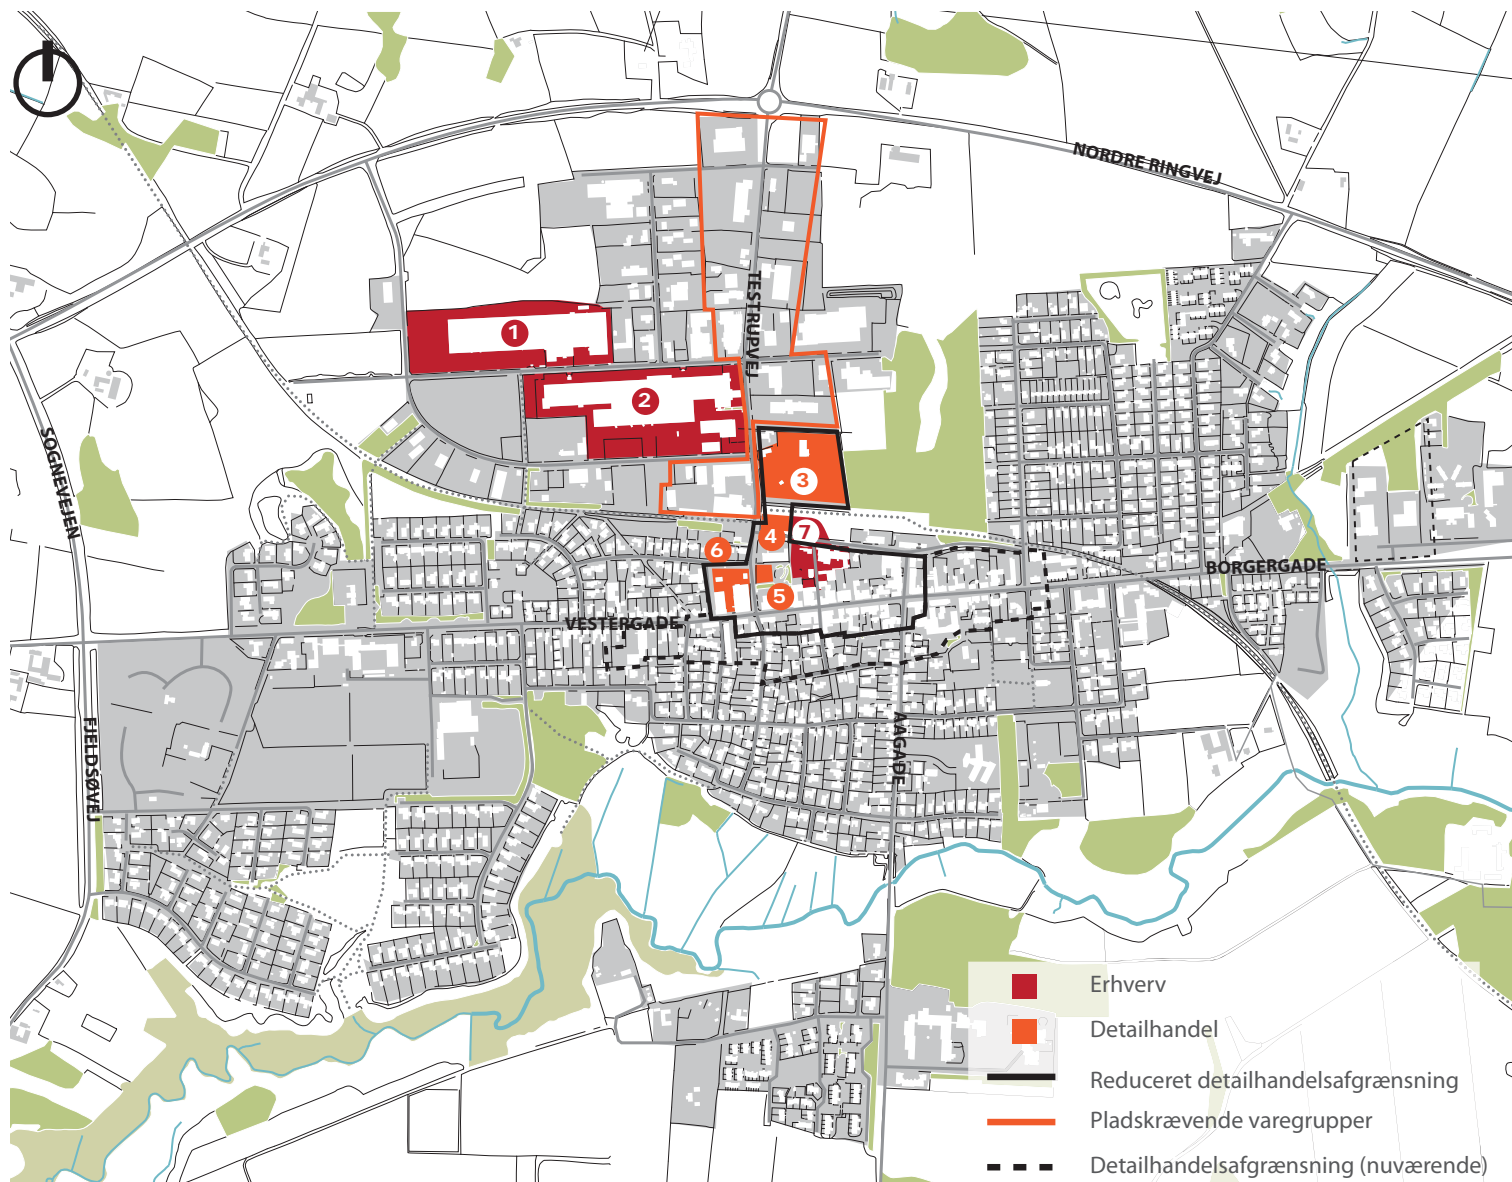 NORDRE RINGVEJ
TESTRUPVEJ
1
2
SOGNEVEJEN
3
4
7
6
BORGERGADE
5
VESTERGADE
FJELDSØVEJ
AAGADE
Erhverv
Detailhandel
Reduceret detailhandelsafgrænsning
Pladskrævende varegrupper
Detailhandelsafgrænsning (nuværende)